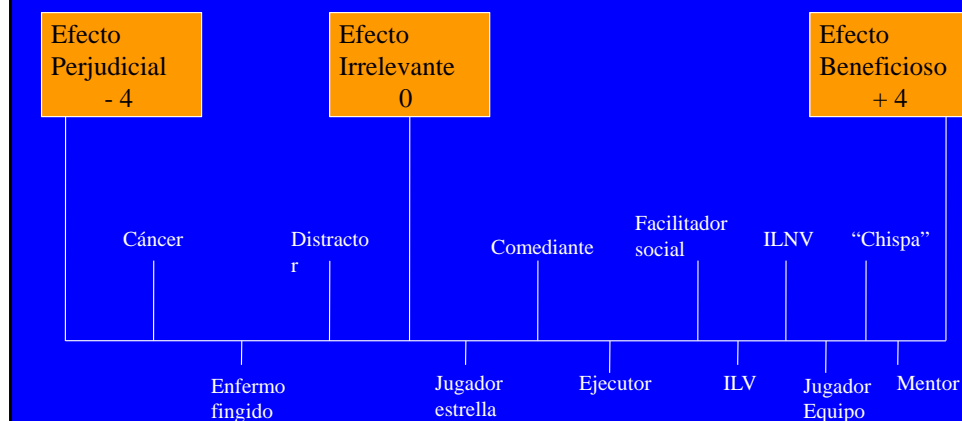 Efecto
Perjudicial
- 4
Efecto
Irrelevante
0
Efecto
Beneficioso
+ 4
Cáncer
Distracto
r
Comediante
Facilitador
social
ILNV
“Chispa”
Enfermo
fingido
Jugador
estrella
Ejecutor
ILV
Jugador
Equipo
Mentor